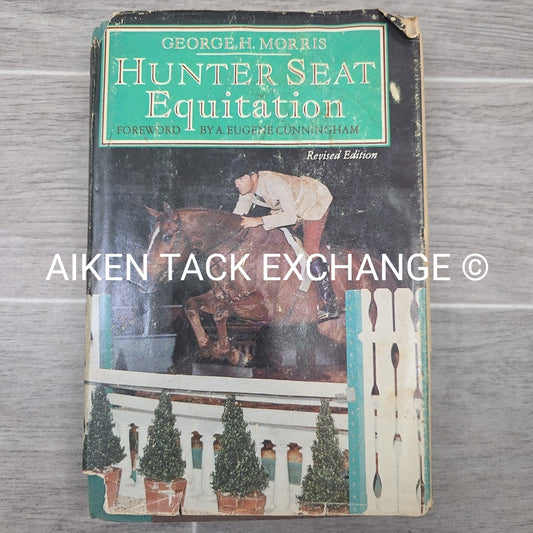 GEORGE H. MORRIS
HUNTER SEAT
Equitation
FOREWORD BY A. EUGENE CUNNINGHAM
Revised Edition
AIKEN TACK EXCHANGE ©